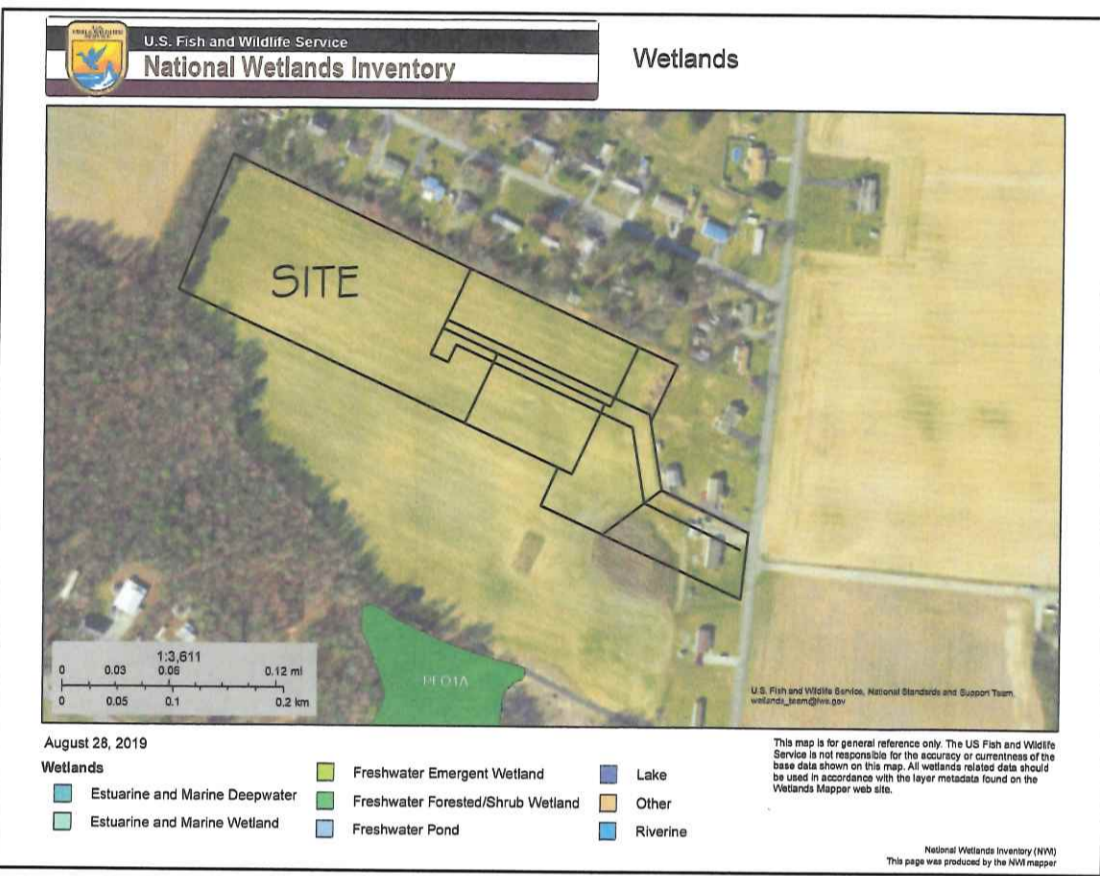 U.S. Fish and Wildlife Service
National Wetlands Inventory
Wetlands
SITE
1:3,611
0 0.03 0.06 0.12 mi
0 0.05 0.1 0.2 km
PFO1A
U.S. Fish and Wildlife Service, National Standards and Support Team,
wetlands_team@fws.gov
August 28, 2019
Wetlands
Estuarine and Marine Deepwater
Estuarine and Marine Wetland
Freshwater Emergent Wetland
Freshwater Forested/Shrub Wetland
Freshwater Pond
Lake
Other
Riverine
This map is for general reference only. The US Fish and Wildlife
Service is not responsible for the accuracy or currentness of the
base data shown on this map. All wetlands related data should
be used in accordance with the layer metadata found on the
Wetlands Mapper web site.
National Wetlands Inventory (NWI)
This page was produced by the NWI mapper